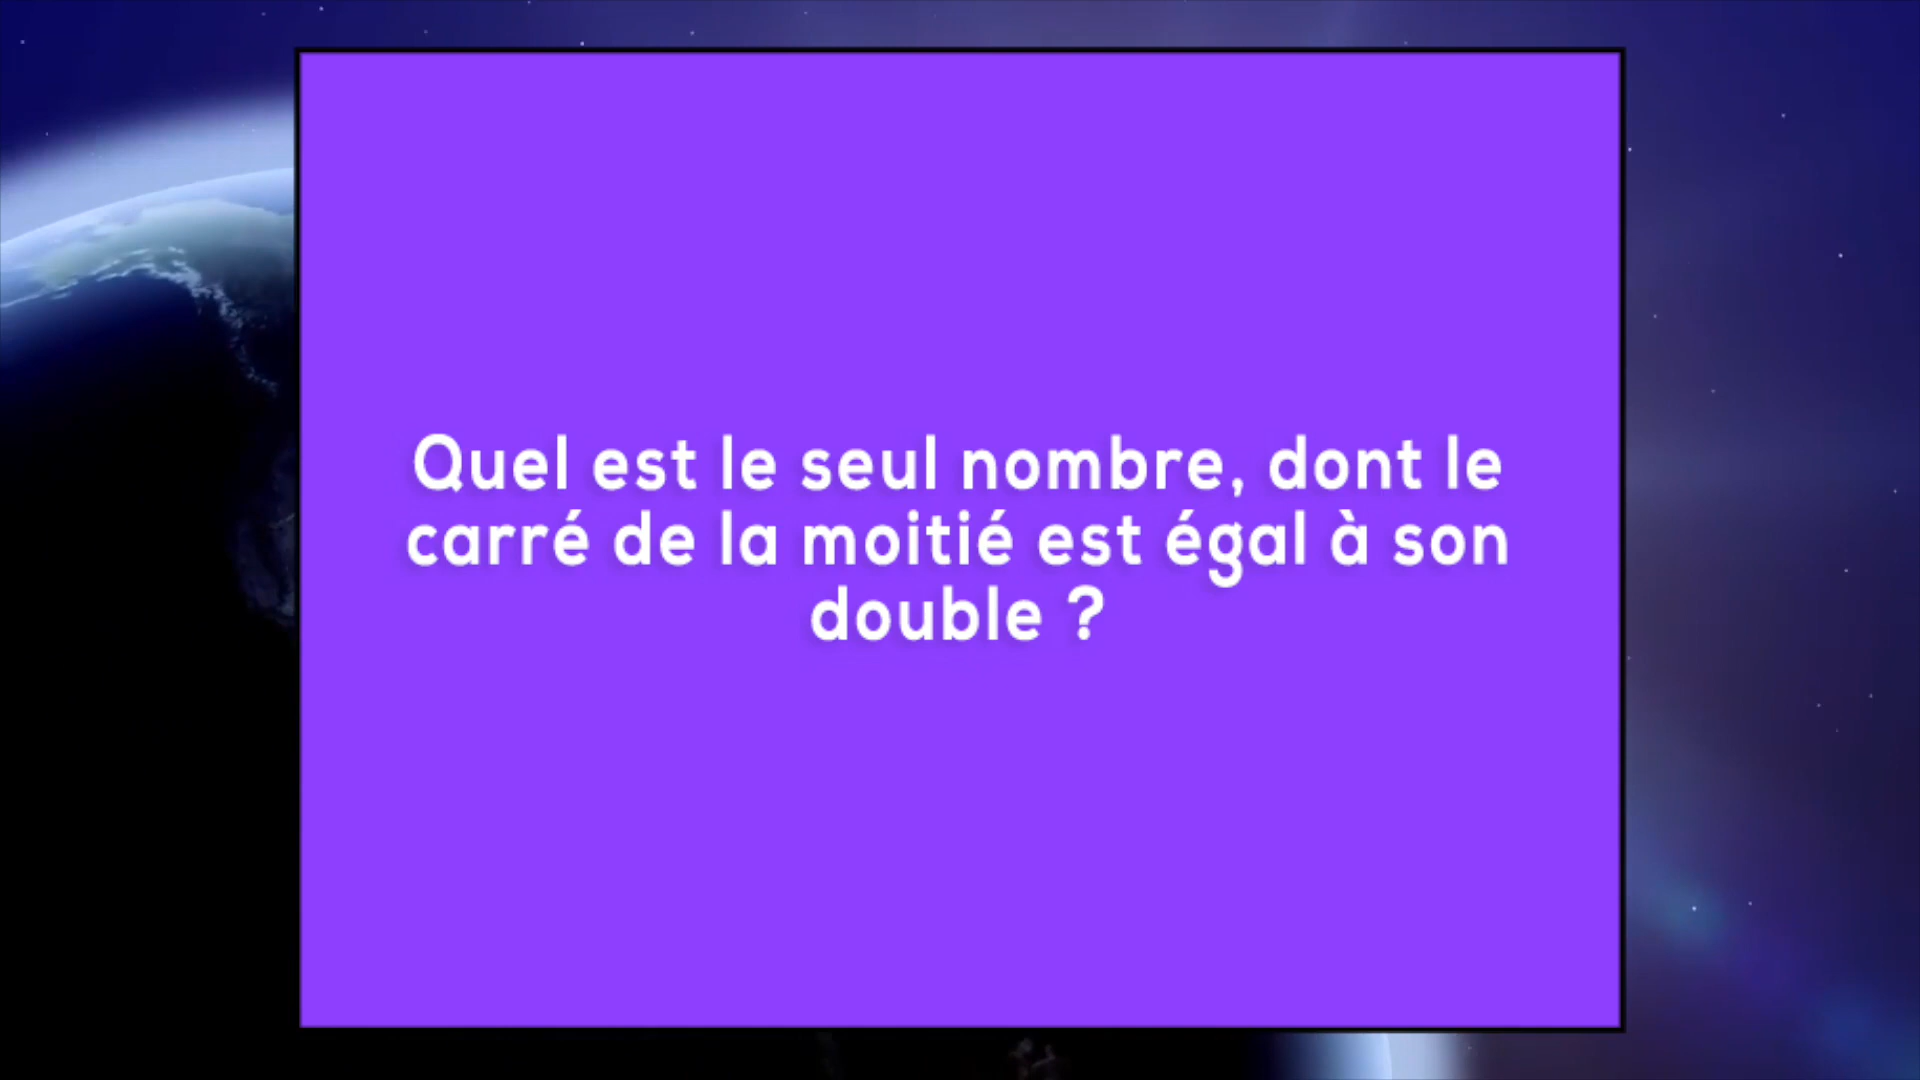 Quel est le seul nombre, dont le
carré de la moitié est égal à son
double ?